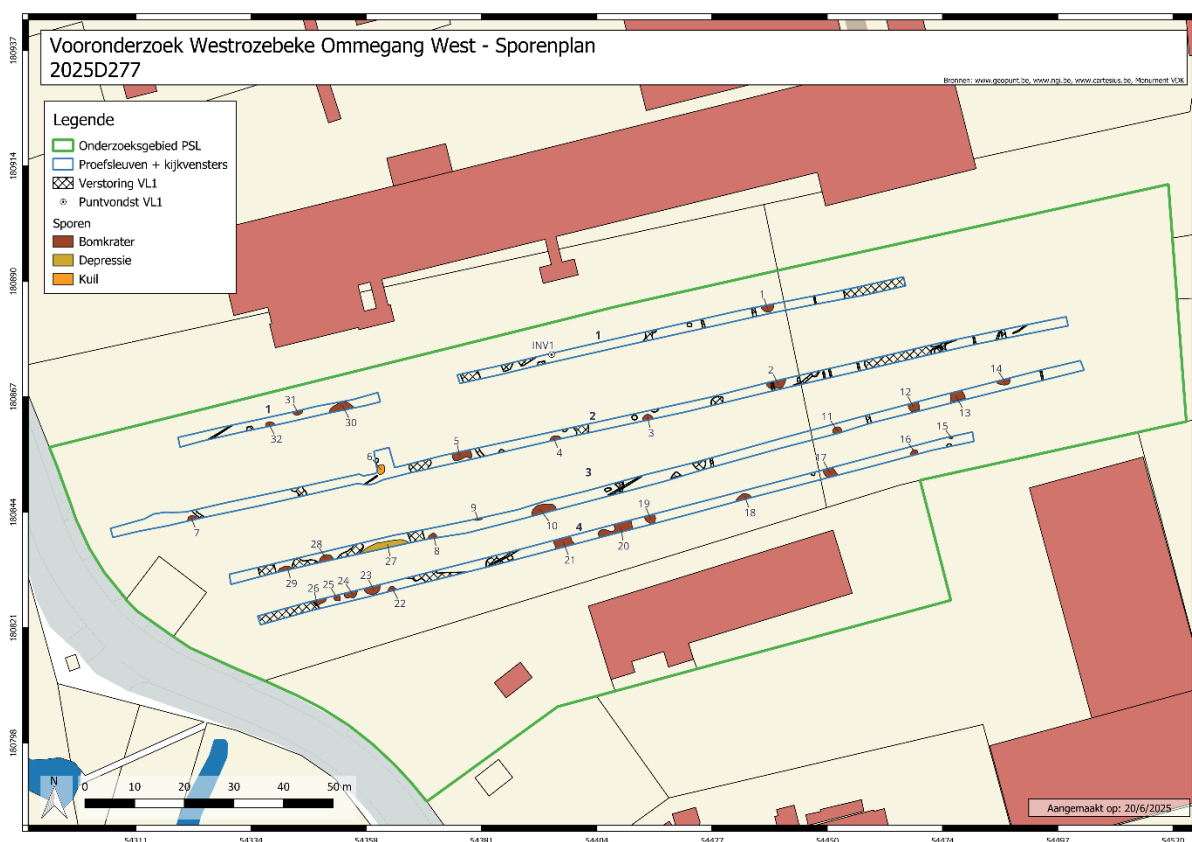 Vooronderzoek Westrozebeke Ommegang West - Sporenplan
2025D277
Bronnen: www.geopunt.be, www.ngi.be, www.cartesius.be, Monument VDK
Legende
Onderzoeksgebied PSL
Proefsleuven + kijkvensters
Verstoring VL1
Puntvondst VL1
Sporen
Bomkrater
Depressie
Kuil
180937
180914
180890
180867
180844
180821
180798
1
1
INV1
31
30
32
2
2
14
12
13
3
11
5
4
6
15
16
17
3
9
7
10
19
18
4
20
8
21
28
27
29
23
24
25
26
22
N
0 10 20 30 40 50 m
Aangemaakt op: 20/6/2025
54311 54334 54358 54381 54404 54427 54450 54474 54497 54520
1